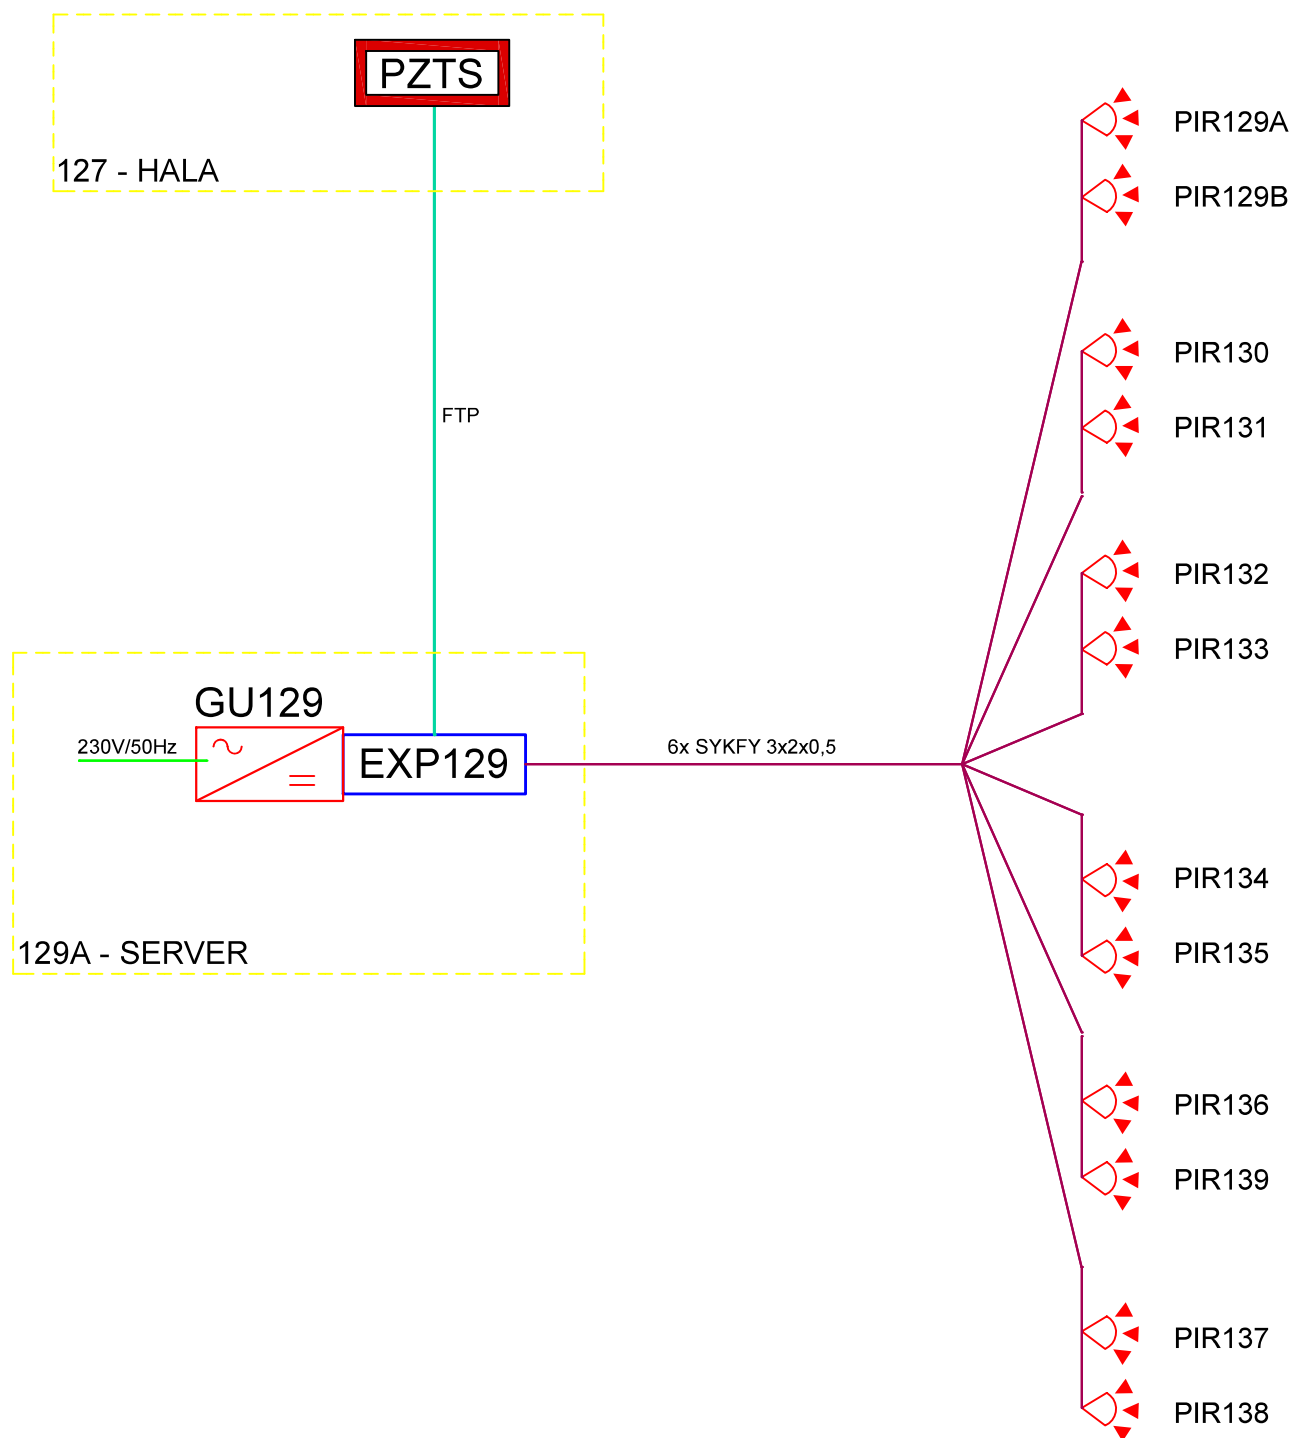 PZTS
127 - HALA
FTP
GU129
230V/50Hz
EXP129
6x SYKFY 3x2x0,5
129A - SERVER
PIR129A
PIR129B
PIR130
PIR131
PIR132
PIR133
PIR134
PIR135
PIR136
PIR139
PIR137
PIR138